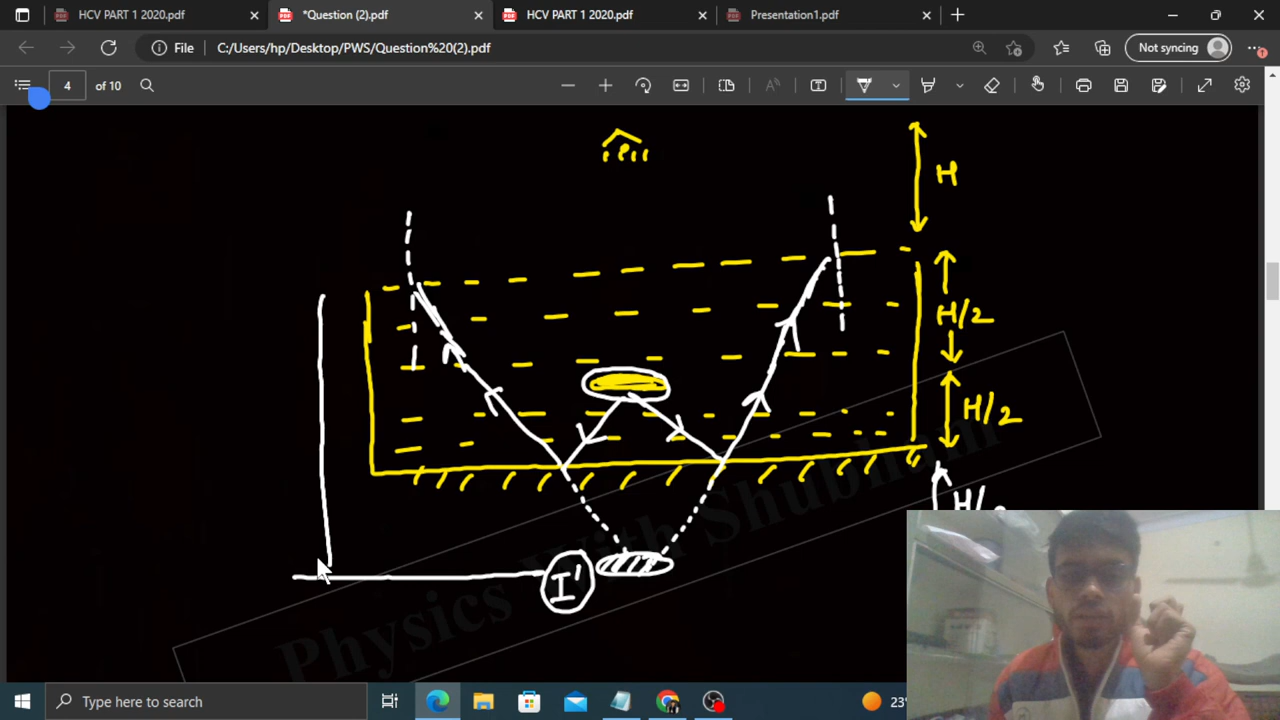 HCV PART 1 2020.pdf
*Question (2).pdf
HCV PART 1 2020.pdf
Presentation1.pdf
File
C:/Users/hp/Desktop/PWS/Question%20(2).pdf
Not syncing
4
of 10
H
H/2
H/2
I'
Physics With Shubham
Type here to search
23